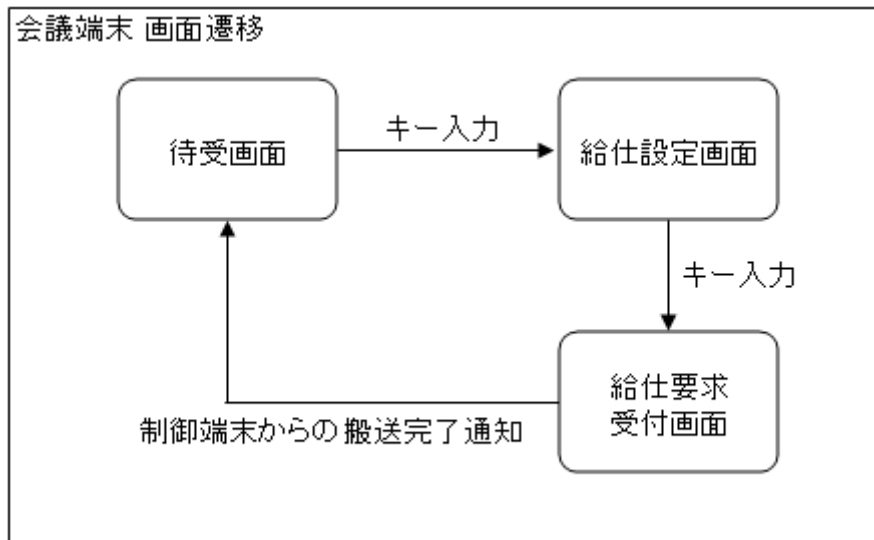 会議端末 画面遷移
待受画面
キー入力
給仕設定画面
キー入力
給仕要求
受付画面
制御端末からの搬送完了通知